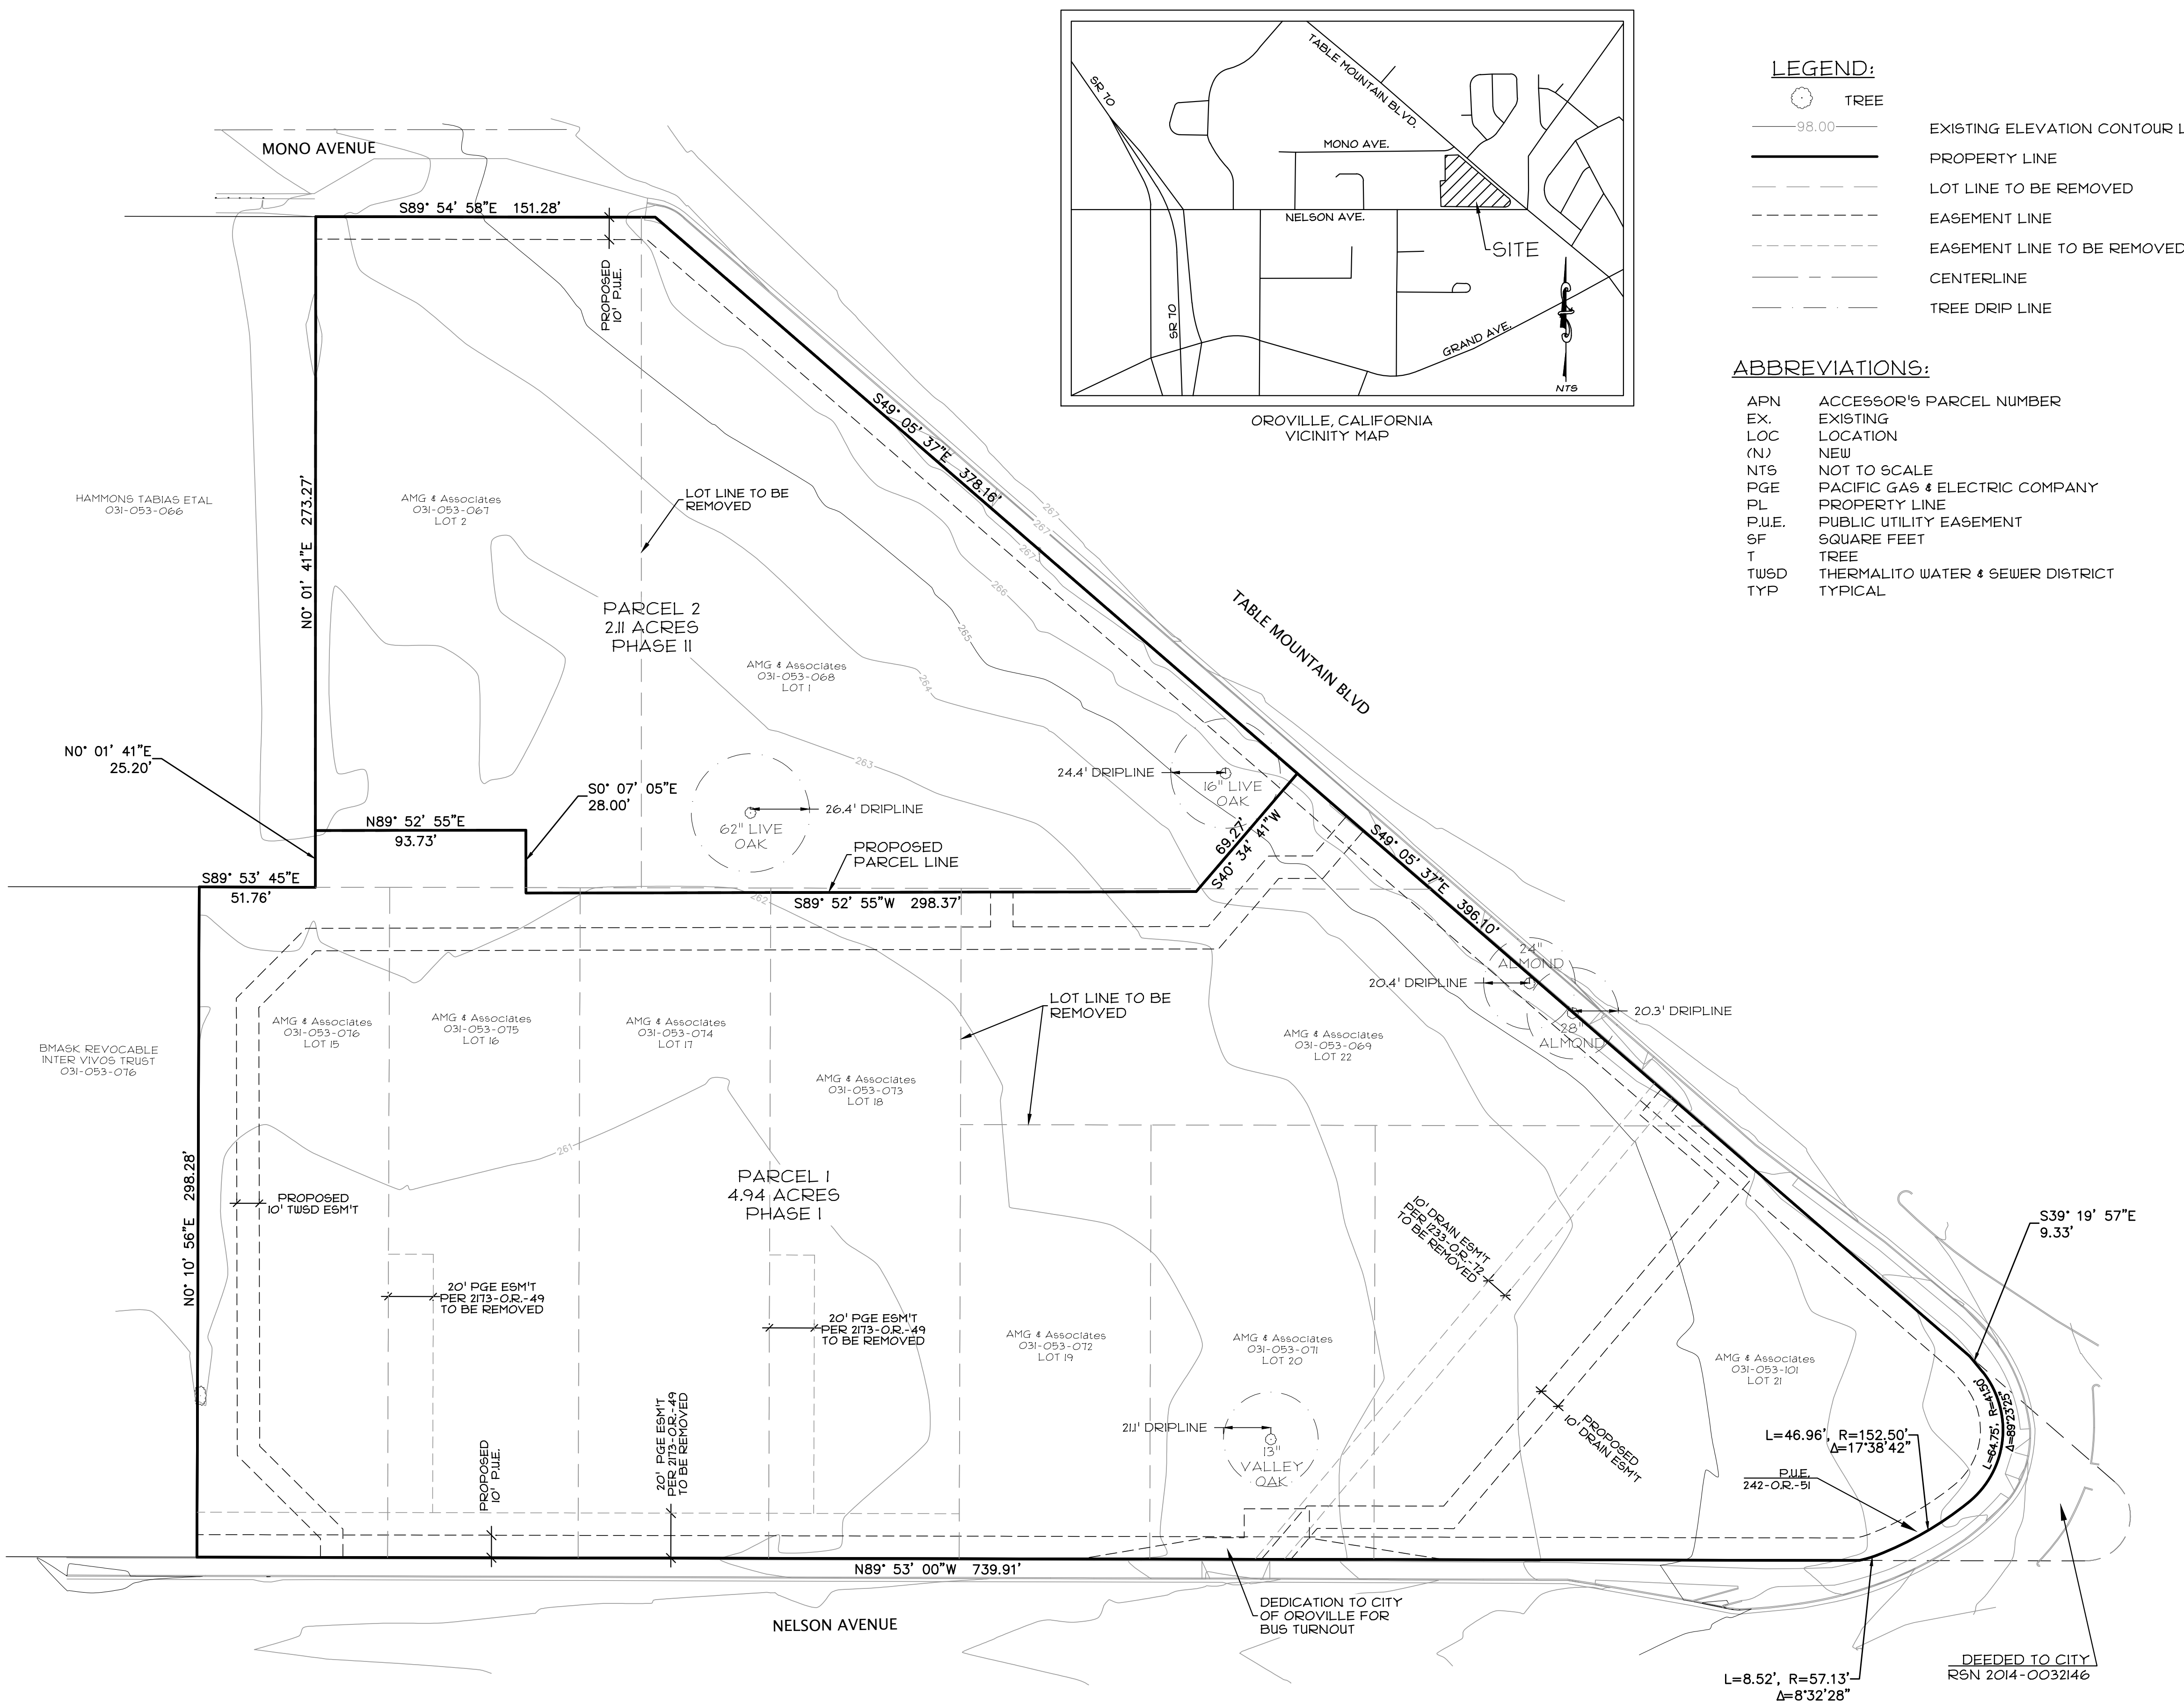 TABLE MOUNTAIN BLVD.
SR 70
MONO AVE.
NELSON AVE.
SITE
SR 70
GRAND AVE.
NTS
OROVILLE, CALIFORNIA
VICINITY MAP
LEGEND:
TREE
98.00
EXISTING ELEVATION CONTOUR L
PROPERTY LINE
LOT LINE TO BE REMOVED
EASEMENT LINE
EASEMENT LINE TO BE REMOVED
CENTERLINE
TREE DRIP LINE
ABBREVIATIONS:
APN ACCESSOR'S PARCEL NUMBER
EX. EXISTING
LOC LOCATION
(N) NEW
NTS NOT TO SCALE
PGE PACIFIC GAS & ELECTRIC COMPANY
PL PROPERTY LINE
P.U.E. PUBLIC UTILITY EASEMENT
SF SQUARE FEET
T TREE
TWSD THERMALITO WATER & SEWER DISTRICT
TYP TYPICAL
MONO AVENUE
S89° 54' 58"E 151.28'
PROPOSED
10' P.U.E.
S49° 05' 37"E 378.16'
N0° 01' 41"E 273.27'
HAMMONS TABIAS ETAL
031-053-066
AMG & Associates
031-053-067
LOT 2
LOT LINE TO BE
REMOVED
267
267
267
266
265
264
263
262
261
PARCEL 2
2.11 ACRES
PHASE II
AMG & Associates
031-053-068
LOT 1
TABLE MOUNTAIN BLVD
N0° 01' 41"E
25.20'
S0° 07' 05"E
28.00'
N89° 52' 55"E
93.73'
62" LIVE
OAK
26.4' DRIPLINE
24.4' DRIPLINE
16" LIVE
OAK
PROPOSED
PARCEL LINE
69.27'
S40° 34' 41"W
S89° 53' 45"E
51.76'
S89° 52' 55"W 298.37'
S49° 05' 37"E 396.10'
24"
ALMOND
20.4' DRIPLINE
20.3' DRIPLINE
28"
ALMOND
LOT LINE TO BE
REMOVED
BMASK REVOCABLE
INTER VIVOS TRUST
031-053-076
AMG & Associates
031-053-076
LOT 15
AMG & Associates
031-053-075
LOT 16
AMG & Associates
031-053-074
LOT 17
AMG & Associates
031-053-073
LOT 18
AMG & Associates
031-053-069
LOT 22
N0° 10' 56"E 298.28'
PROPOSED
10' TWSD ESM'T
PARCEL 1
4.94 ACRES
PHASE I
10' DRAIN ESM'T
PER 1233-O.R.-72
TO BE REMOVED
S39° 19' 57"E
9.33'
20' PGE ESM'T
PER 2173-O.R.-49
TO BE REMOVED
20' PGE ESM'T
PER 2173-O.R.-49
TO BE REMOVED
AMG & Associates
031-053-072
LOT 19
AMG & Associates
031-053-071
LOT 20
AMG & Associates
031-053-101
LOT 21
PROPOSED
10' P.U.E.
20' PGE ESM'T
PER 2173-O.R.-49
TO BE REMOVED
21.1' DRIPLINE
13"
VALLEY
OAK
PROPOSED
10' DRAIN ESM'T
L=64.75', R=41.50'
Δ=89°23'25"
L=46.96', R=152.50'
Δ=17°38'42"
P.U.E.
242-O.R.-51
N89° 53' 00"W 739.91'
NELSON AVENUE
DEDICATION TO CITY
OF OROVILLE FOR
BUS TURNOUT
L=8.52', R=57.13'
Δ=8°32'28"
DEEDED TO CITY
RSN 2014-0032146